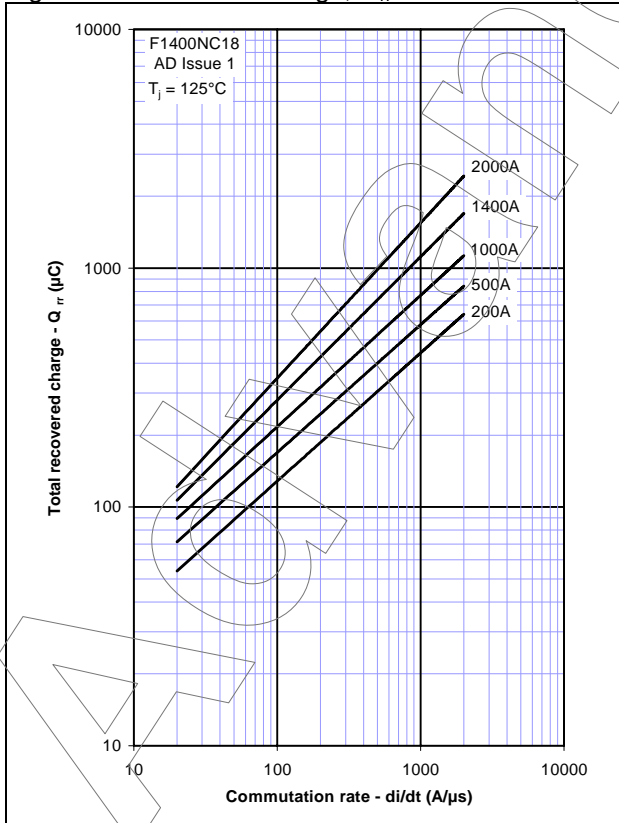 F1400NC18
AD Issue 1
Tj = 125°C
10000
1000
100
10
Total recovered charge - Qrr (µC)
2000A
1400A
1000A
500A
200A
10
100
1000
10000
Commutation rate - di/dt (A/µs)